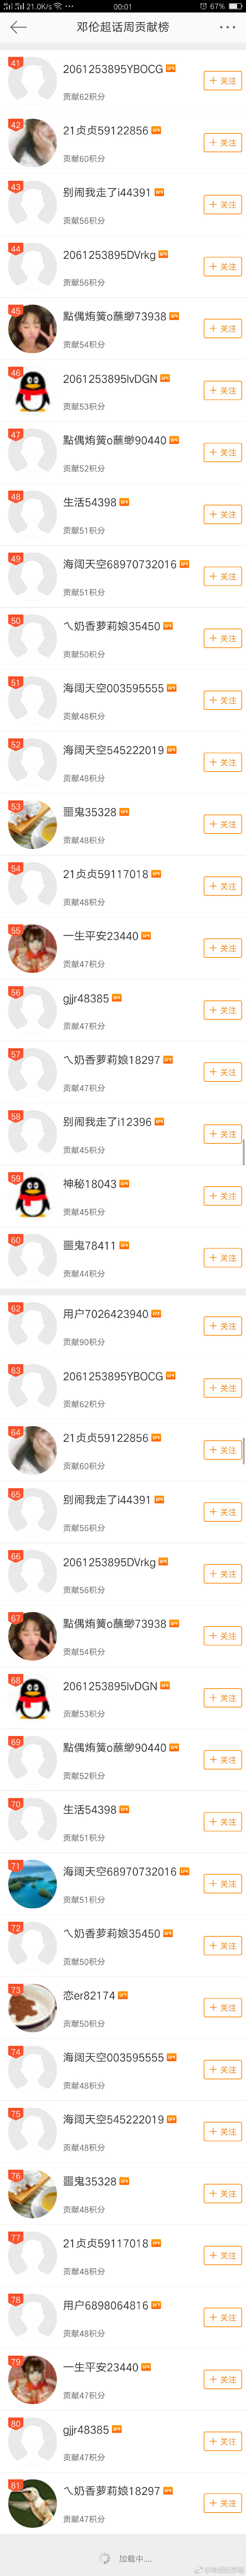 21.0K/s 00:01 67%
邓伦超话周贡献榜
41
2061253895YBOCG
贡献62积分
+ 关注
42
21贞贞59122856
贡献60积分
+ 关注
43
别闹我走了i44391
贡献56积分
+ 关注
44
2061253895DVrkg
贡献56积分
+ 关注
45
點偶烠簧o蘸缈73938
贡献54积分
+ 关注
46
2061253895lvDGN
贡献53积分
+ 关注
47
點偶烠簧o蘸缈90440
贡献52积分
+ 关注
48
生活54398
贡献51积分
+ 关注
49
海阔天空68970732016
贡献51积分
+ 关注
50
乀奶香萝莉娘35450
贡献50积分
+ 关注
51
海阔天空003595555
贡献48积分
+ 关注
52
海阔天空545222019
贡献48积分
+ 关注
53
噩鬼35328
贡献48积分
+ 关注
54
21贞贞59117018
贡献48积分
+ 关注
55
一生平安23440
贡献47积分
+ 关注
56
gjjr48385
贡献47积分
+ 关注
57
乀奶香萝莉娘18297
贡献47积分
+ 关注
58
别闹我走了i12396
贡献45积分
+ 关注
59
神秘18043
贡献45积分
+ 关注
60
噩鬼78411
贡献44积分
+ 关注
62
用户7026423940
贡献90积分
+ 关注
63
2061253895YBOCG
贡献62积分
+ 关注
64
21贞贞59122856
贡献60积分
+ 关注
65
别闹我走了i44391
贡献56积分
+ 关注
66
2061253895DVrkg
贡献56积分
+ 关注
67
點偶烠簧o蘸缈73938
贡献54积分
+ 关注
68
2061253895lvDGN
贡献53积分
+ 关注
69
點偶烠簧o蘸缈90440
贡献52积分
+ 关注
70
生活54398
贡献51积分
+ 关注
71
海阔天空68970732016
贡献51积分
+ 关注
72
乀奶香萝莉娘35450
贡献50积分
+ 关注
73
恋er82174
贡献50积分
+ 关注
74
海阔天空003595555
贡献48积分
+ 关注
75
海阔天空545222019
贡献48积分
+ 关注
76
噩鬼35328
贡献48积分
+ 关注
77
21贞贞59117018
贡献48积分
+ 关注
78
用户6898064816
贡献48积分
+ 关注
79
一生平安23440
贡献47积分
+ 关注
80
gjjr48385
贡献47积分
+ 关注
81
乀奶香萝莉娘18297
贡献47积分
+ 关注
加载中....